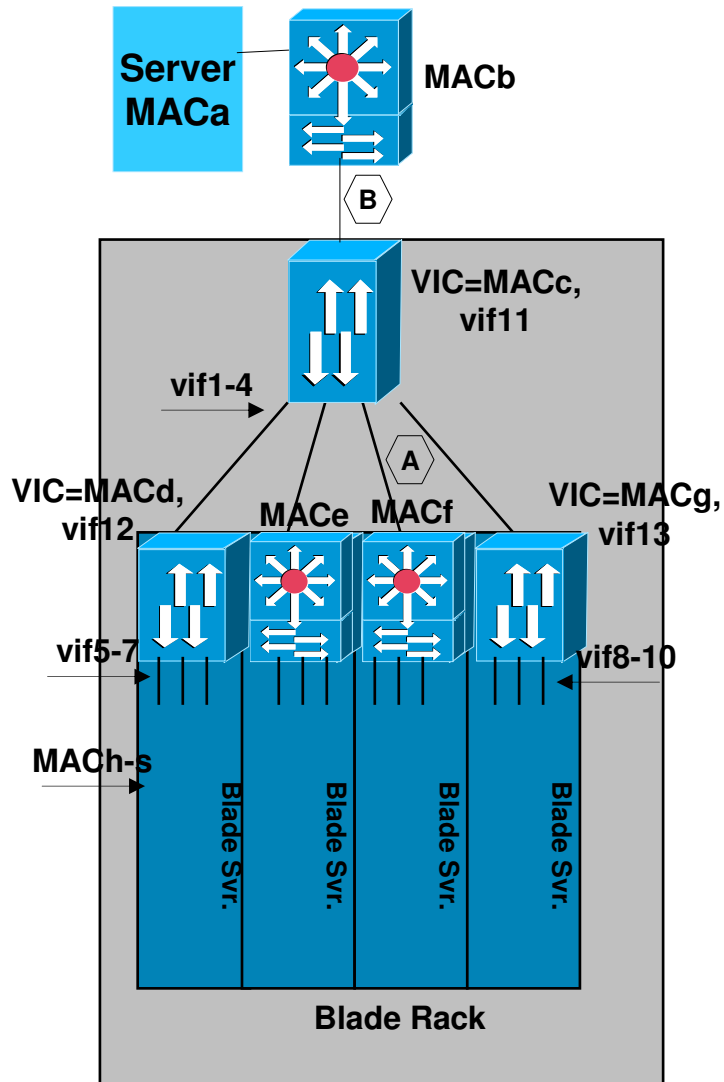 Server
MACa
MACb
B
VIC=MACc,
vif11
vif1-4
A
VIC=MACd,
vif12
MACe
MACf
VIC=MACg,
vif13
vif5-7
vif8-10
MACh-s
Blade Svr.
Blade Svr.
Blade Svr.
Blade Svr.
Blade Rack